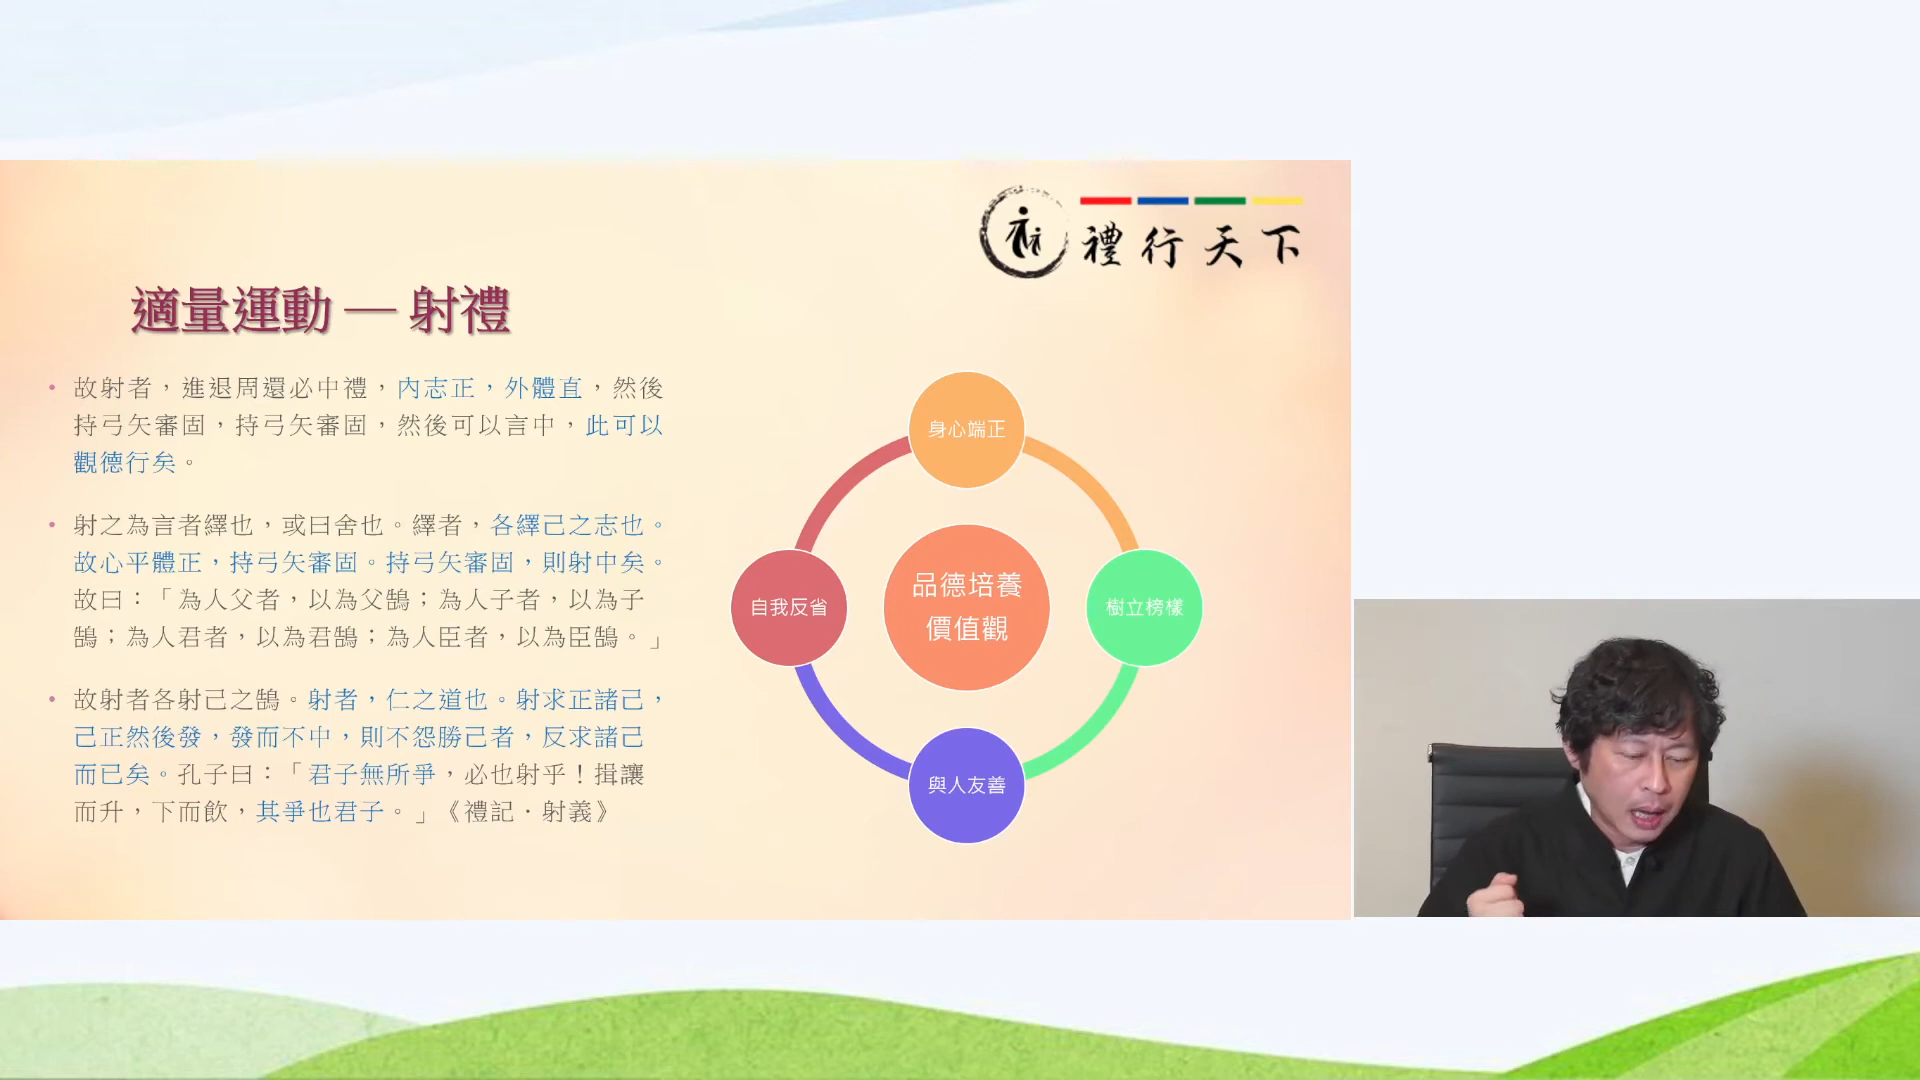 禮行天下
適量運動 — 射禮
• 故射者，進退周還必中禮，內志正，外體直，然後
持弓矢審固，持弓矢審固，然後可以言中，此可以
觀德行矣。
• 射之為言者繹也，或曰舍也。繹者，各繹己之志也。
故心平體正，持弓矢審固。持弓矢審固，則射中矣。
故曰：「為人父者，以為父鵠；為人子者，以為子
鵠；為人君者，以為君鵠；為人臣者，以為臣鵠。」
• 故射者各射己之鵠。射者，仁之道也。射求正諸己，
己正然後發，發而不中，則不怨勝己者，反求諸己
而已矣。孔子曰：「君子無所爭，必也射乎！揖讓
而升，下而飲，其爭也君子。」《禮記．射義》
身心端正
自我反省
品德培養
價值觀
樹立榜樣
與人友善